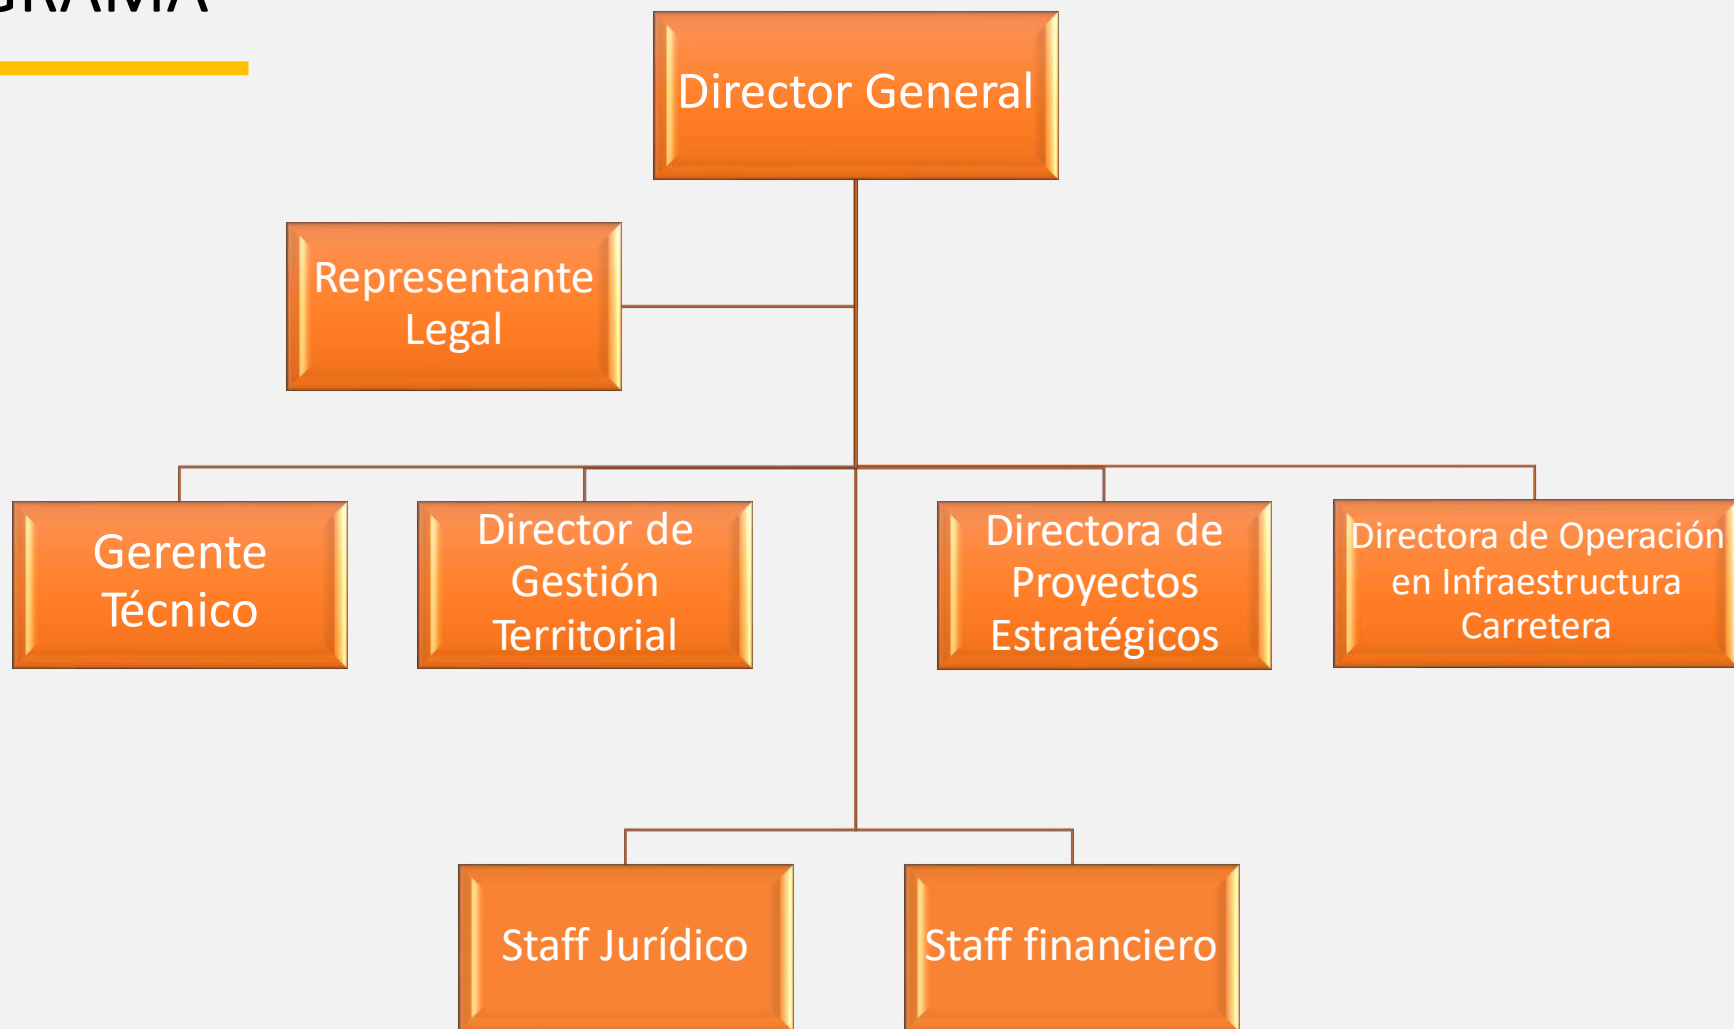 GRAMA
Director General
Representante
Legal
Gerente
Técnico
Director de
Gestión
Territorial
Directora de
Proyectos
Estratégicos
Directora de Operación
en Infraestructura
Carretera
Staff Jurídico
Staff financiero